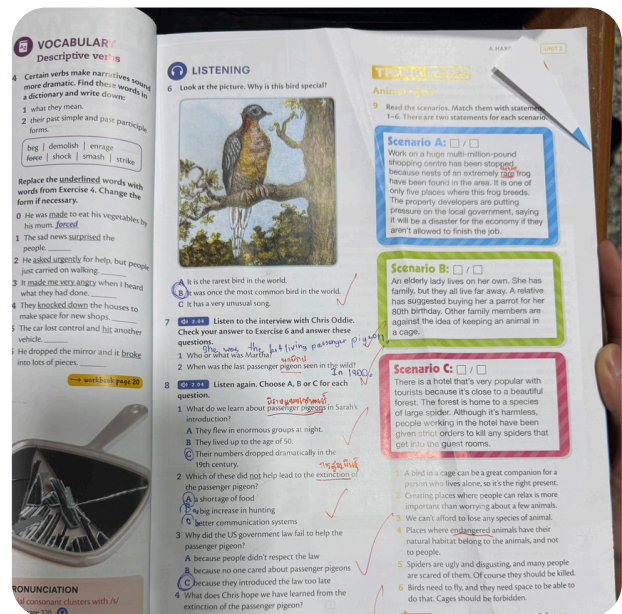 VOCABULARY
Descriptive verbs
4 Certain verbs make narratives sound
more dramatic. Find these words in
a dictionary and write down:
1 what they mean.
2 their past simple and past participle
forms.
beg | demolish | enrage
force | shock | smash | strike
Replace the underlined words with
words from Exercise 4. Change the
form if necessary.
0 He was made to eat his vegetables by
his mum. forced
1 The sad news surprised the
people.
2 He asked urgently for help, but people
just carried on walking.
3 It made me very angry when I heard
what they had done.
4 They knocked down the houses to
make space for new shops.
5 The car lost control and hit another
vehicle.
6 He dropped the mirror and it broke
into lots of pieces.
workbook page 20
PRONUNCIATION
consonant clusters with /s/
120
LISTENING
6 Look at the picture. Why is this bird special?
A It is the rarest bird in the world.
B It was once the most common bird in the world.
C It has a very unusual song.
7 2.04 Listen to the interview with Chris Oddie.
Check your answer to Exercise 6 and answer these
questions.
She was the last living passenger pigeon.
1 Who or what was Martha?
2 When was the last passenger pigeon seen in the wild?
In 1900.
8 2.04 Listen again. Choose A, B or C for each
question.
1 What do we learn about passenger pigeons in Sarah's
introduction?
A They flew in enormous groups at night.
B They lived up to the age of 50.
C Their numbers dropped dramatically in the
19th century.
การสูญพันธุ์
2 Which of these did not help lead to the extinction of
the passenger pigeon?
A a shortage of food
B a big increase in hunting
C better communication systems
3 Why did the US government law fail to help the
passenger pigeon?
A because people didn't respect the law
B because no one cared about passenger pigeons
C because they introduced the law too late
4 What does Chris hope we have learned from the
extinction of the passenger pigeon?
UNIT 5
THINK
9 Read the scenarios. Match them with statements
1–6. There are two statements for each scenario.
Scenario A: /
Work on a huge multi-million-pound
shopping centre has been stopped
because nests of an extremely rare frog
have been found in the area. It is one of
only five places where this frog breeds.
The property developers are putting
pressure on the local government, saying
it will be a disaster for the economy if they
aren't allowed to finish the job.
Scenario B: /
An elderly lady lives on her own. She has
family, but they all live far away. A relative
has suggested buying her a parrot for her
80th birthday. Other family members are
against the idea of keeping an animal in
a cage.
Scenario C: /
There is a hotel that's very popular with
tourists because it's close to a beautiful
forest. The forest is home to a species
of large spider. Although it's harmless,
people working in the hotel have been
given strict orders to kill any spiders that
get into the guest rooms.
1 A bird in a cage can be a great companion for a
person who lives alone, so it's the right present.
2 Creating places where people can relax is more
important than worrying about a few animals.
3 We can't afford to lose any species of animal.
4 Places where endangered animals have their
natural habitat belong to the animals, and not
to people.
5 Spiders are ugly and disgusting, and many people
are scared of them. Of course they should be killed.
6 Birds need to fly, and they need space to be able to
do that. Cages should be forbidden.